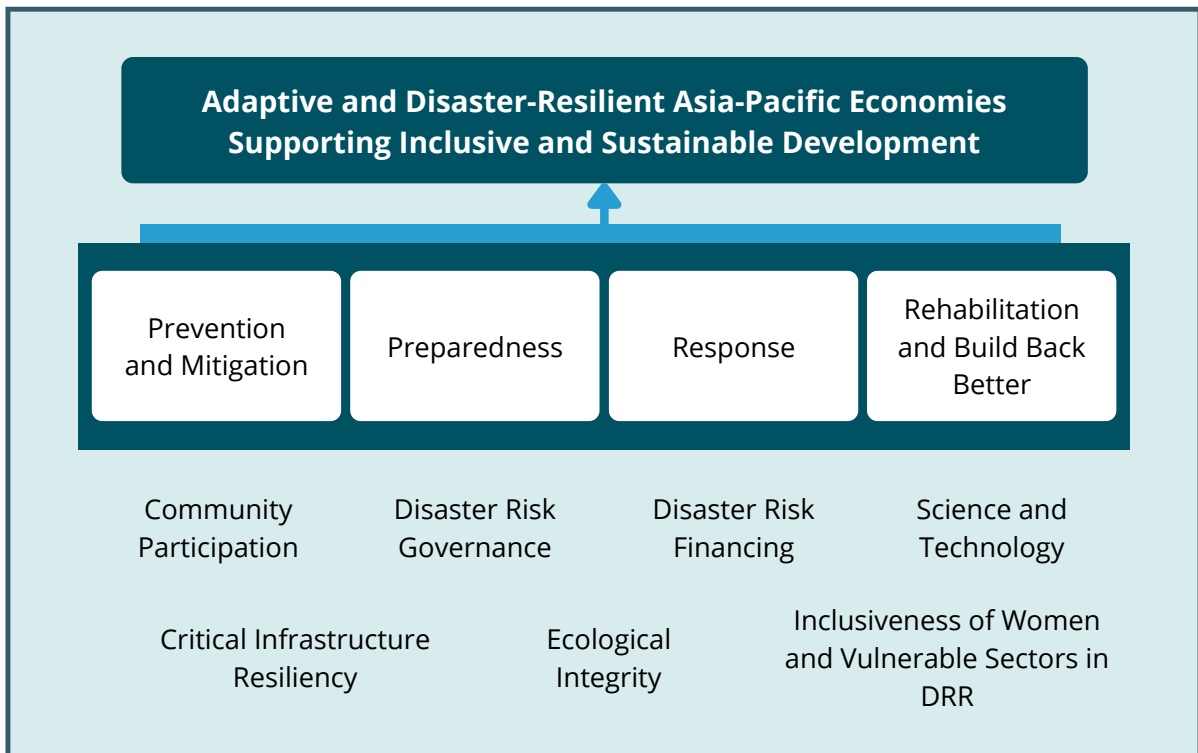 Adaptive and Disaster-Resilient Asia-Pacific Economies
Supporting Inclusive and Sustainable Development
Prevention
and Mitigation
Preparedness
Response
Rehabilitation
and Build Back
Better
Community
Participation
Disaster Risk
Governance
Disaster Risk
Financing
Science and
Technology
Critical Infrastructure
Resiliency
Ecological
Integrity
Inclusiveness of Women
and Vulnerable Sectors in
DRR